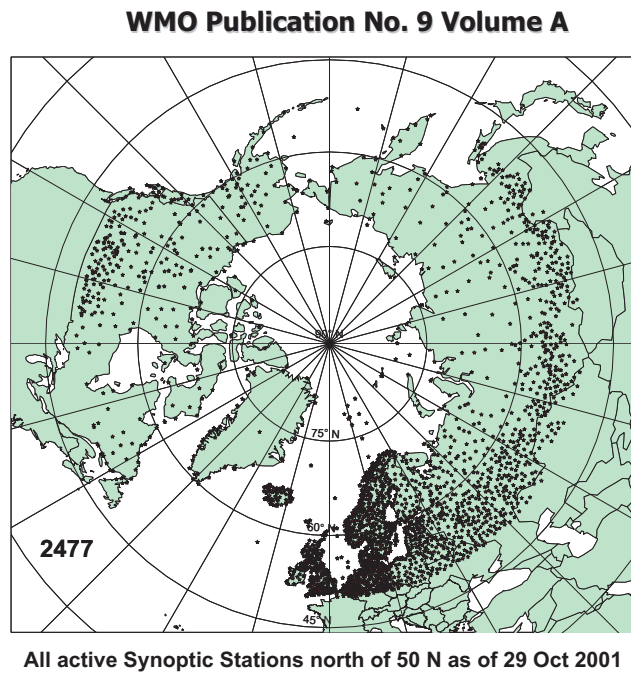 WMO Publication No. 9 Volume A
90° N
75° N
60° N
2477
45° N
All active Synoptic Stations north of 50 N as of 29 Oct 2001